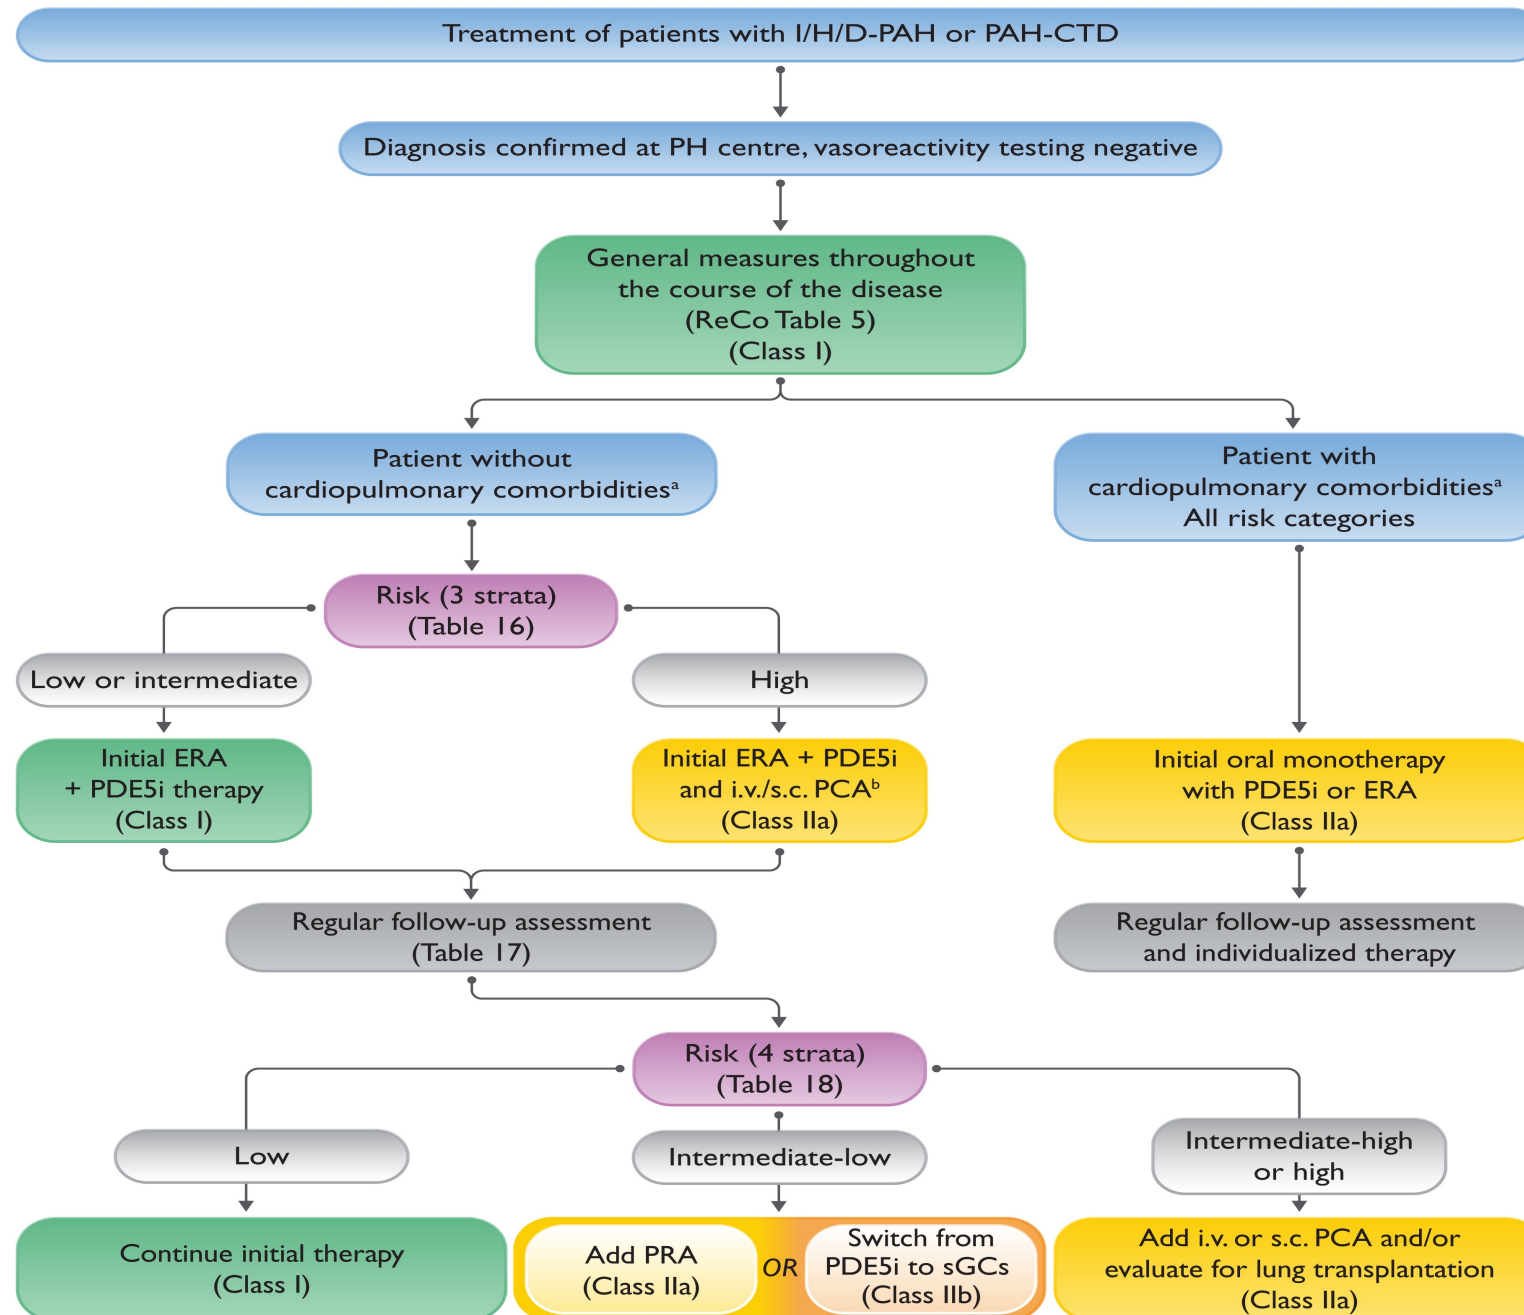 Treatment of patients with I/H/D-PAH or PAH-CTD
Diagnosis confirmed at PH centre, vasoreactivity testing negative
General measures throughout
the course of the disease
(ReCo Table 5)
(Class I)
Patient without
cardiopulmonary comorbiditiesᵃ
Patient with
cardiopulmonary comorbiditiesᵃ
All risk categories
Risk (3 strata)
(Table 16)
Low or intermediate
High
Initial ERA
+ PDE5i therapy
(Class I)
Initial ERA + PDE5i
and i.v./s.c. PCAᵇ
(Class IIa)
Initial oral monotherapy
with PDE5i or ERA
(Class IIa)
Regular follow-up assessment
(Table 17)
Regular follow-up assessment
and individualized therapy
Risk (4 strata)
(Table 18)
Low
Intermediate-low
Intermediate-high
or high
Continue initial therapy
(Class I)
Add PRA
(Class IIa)
OR
Switch from
PDE5i to sGCs
(Class IIb)
Add i.v. or s.c. PCA and/or
evaluate for lung transplantation
(Class IIa)